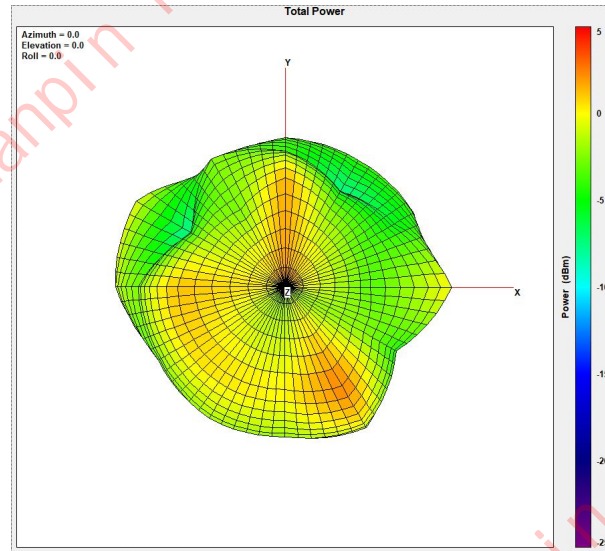 Total Power
Azimuth = 0.0
Elevation = 0.0
Roll = 0.0
Y
Z
X
Power (dBm)
5
0
-5
-10
-15
-20